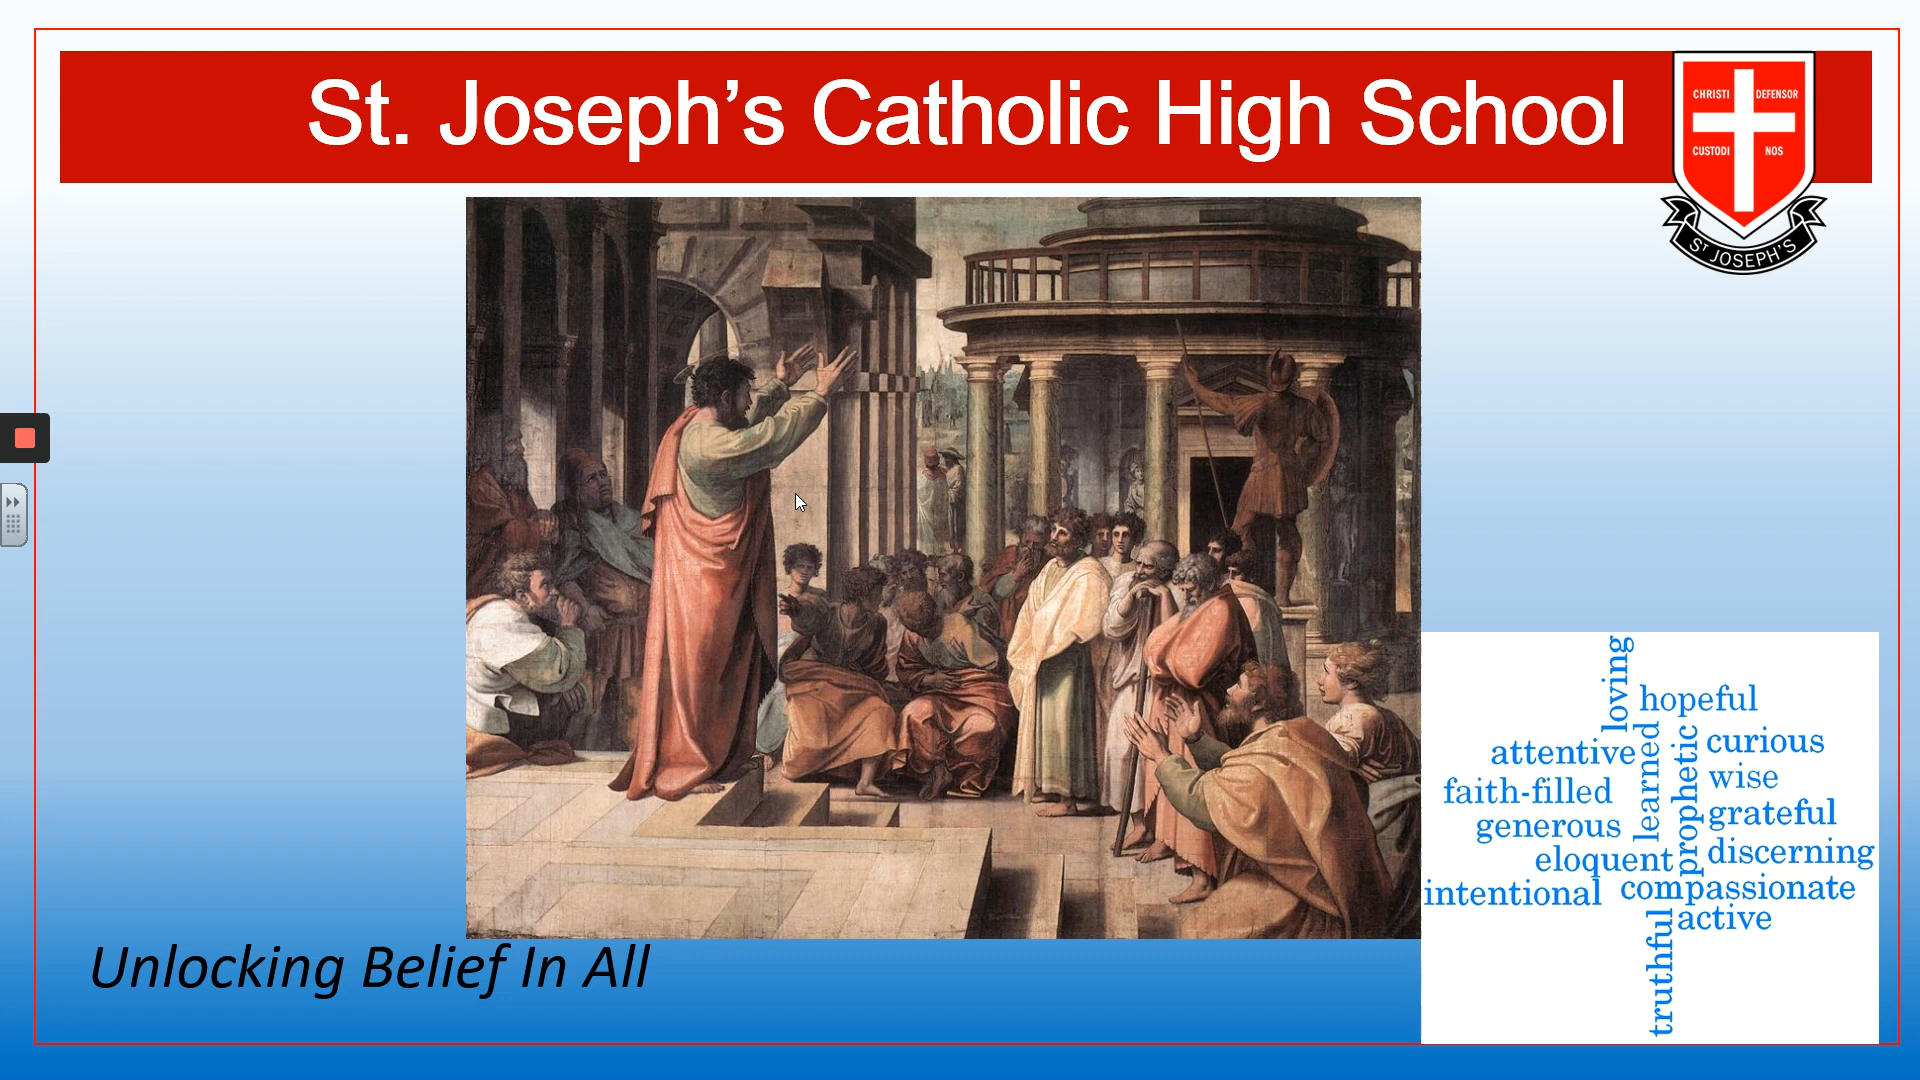 St. Joseph’s Catholic High School
CHRISTI DEFENSOR
CUSTODI NOS
ST JOSEPH'S
loving
hopeful
attentive
learned
prophetic
curious
faith-filled
wise
generous
grateful
eloquent
discerning
intentional
compassionate
active
truthful
Unlocking Belief In All